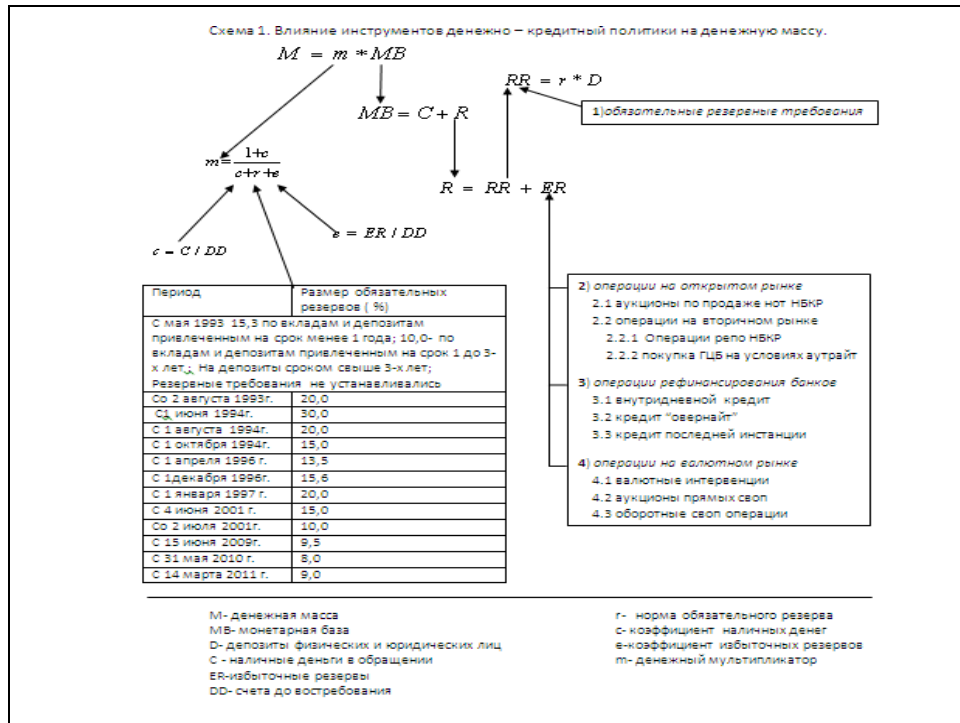 Схема 1. Влияние инструментов денежно – кредитный политики на денежную массу.
M = m * MB
RR = r * D
MB = C + R
1)обязательные резереные требования
m = (1+c)/(c+r+e)
R = RR + ER
e = ER / DD
c = C / DD
Период | Размер обязательных
резервов ( %)
С мая 1993 15,3 по вкладам и депозитам
привлеченным на срок менее 1 года; 10,0- по
вкладам и депозитам привлеченным на срок 1 до 3-
х лет.; На депозиты сроком свыше 3-х лет;
Резервные требования не устанавливались
Со 2 августа 1993г. | 20,0
С1 июня 1994г. | 30,0
С 1 августа 1994г. | 20,0
С 1 октября 1994г. | 15,0
С 1 апреля 1996 г. | 13,5
С 1декабря 1996г. | 15,6
С 1 января 1997 г. | 20,0
С 4 июня 2001 г. | 15,0
Со 2 июля 2001г. | 10,0
С 15 июня 2009г. | 9,5
С 31 мая 2010 г. | 8,0
С 14 марта 2011 г. | 9,0
2) операции на открытом рынке
2.1 аукционы по продаже нот НБКР
2.2 операции на вторичном рынке
2.2.1 Операции репо НБКР
2.2.2 покупка ГЦБ на условиях аутрайт
3) операции рефинансирования банков
3.1 внутридневной кредит
3.2 кредит “овернайт”
3.3 кредит последней инстанции
4) операции на валютном рынке
4.1 валютные интервенции
4.2 аукционы прямых своп
4.3 оборотные своп операции
M- денежная масса
MB- монетарная база
D- депозиты физических и юридических лиц
C - наличные деньги в обращении
ER-избыточные резервы
DD- счета до востребования
r- норма обязательного резерва
c- коэффициент наличных денег
e-коэффициент избыточных резервов
m- денежный мультипликатор